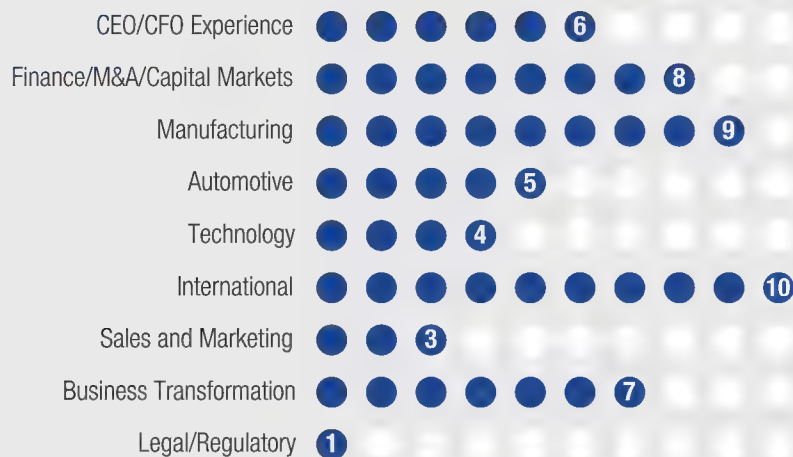 CEO/CFO Experience 6
Finance/M&A/Capital Markets 8
Manufacturing 9
Automotive 5
Technology 4
International 10
Sales and Marketing 3
Business Transformation 7
Legal/Regulatory 1